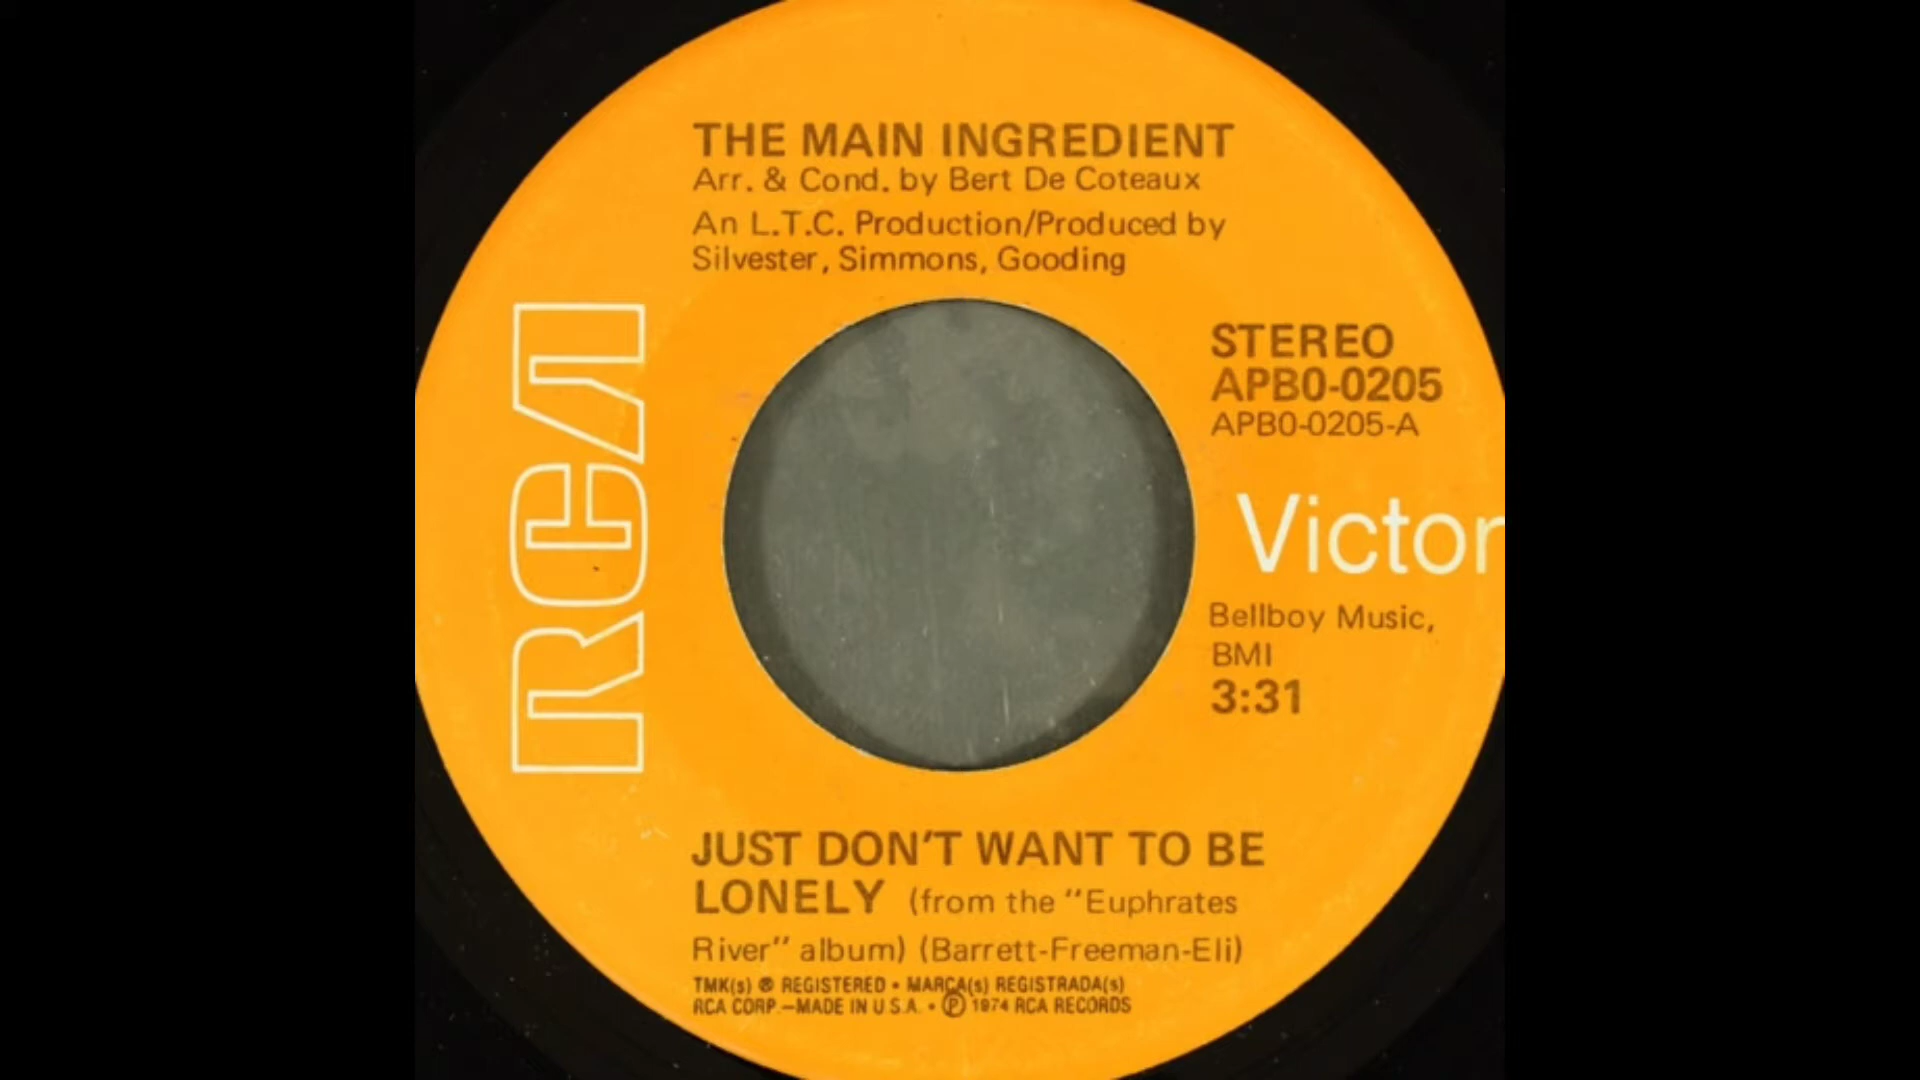 THE MAIN INGREDIENT
Arr. & Cond. by Bert De Coteaux
An L.T.C. Production/Produced by
Silvester, Simmons, Gooding
RCA
STEREO
APB0-0205
APB0-0205-A
Victor
Bellboy Music,
BMI
3:31
JUST DON'T WANT TO BE
LONELY (from the "Euphrates
River" album) (Barrett-Freeman-Eli)
TMK(s) ® REGISTERED • MARCA(s) REGISTRADA(s)
RCA CORP.—MADE IN U.S.A. • Ⓟ 1974 RCA RECORDS